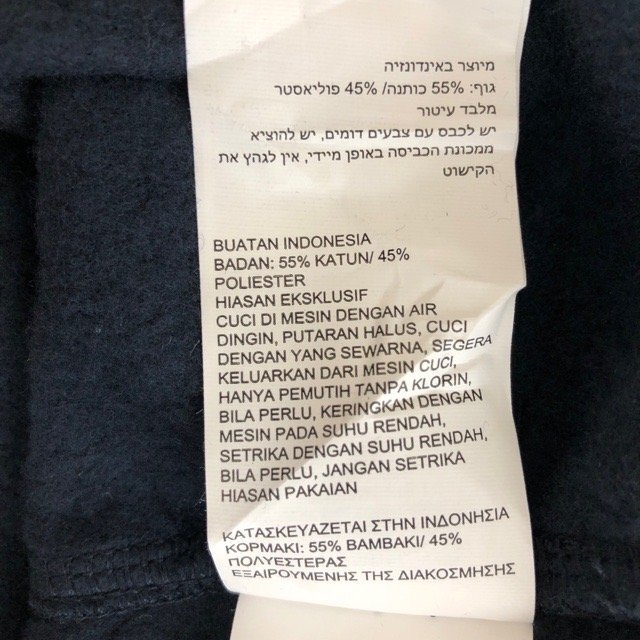 מיוצר באינדונזיה
גוף: 55% כותנה/ 45% פוליאסטר
מלבד עיטור
יש לכבס עם צבעים דומים, יש להוציא
ממכונת הכביסה באופן מיידי, אין לגהץ את
הקישוט
BUATAN INDONESIA
BADAN: 55% KATUN/ 45%
POLIESTER
HIASAN EKSKLUSIF
CUCI DI MESIN DENGAN AIR
DINGIN, PUTARAN HALUS, CUCI
DENGAN YANG SEWARNA, SEGERA
KELUARKAN DARI MESIN CUCI,
HANYA PEMUTIH TANPA KLORIN,
BILA PERLU, KERINGKAN DENGAN
MESIN PADA SUHU RENDAH,
SETRIKA DENGAN SUHU RENDAH,
BILA PERLU, JANGAN SETRIKA
HIASAN PAKAIAN
ΚΑΤΑΣΚΕΥΑΖΕΤΑΙ ΣΤΗΝ ΙΝΔΟΝΗΣΙΑ
ΚΟΡΜΑΚΙ: 55% ΒΑΜΒΑΚΙ/ 45%
ΠΟΛΥΕΣΤΕΡΑΣ
ΕΞΑΙΡΟΥΜΕΝΗΣ ΤΗΣ ΔΙΑΚΟΣΜΗΣΗΣ